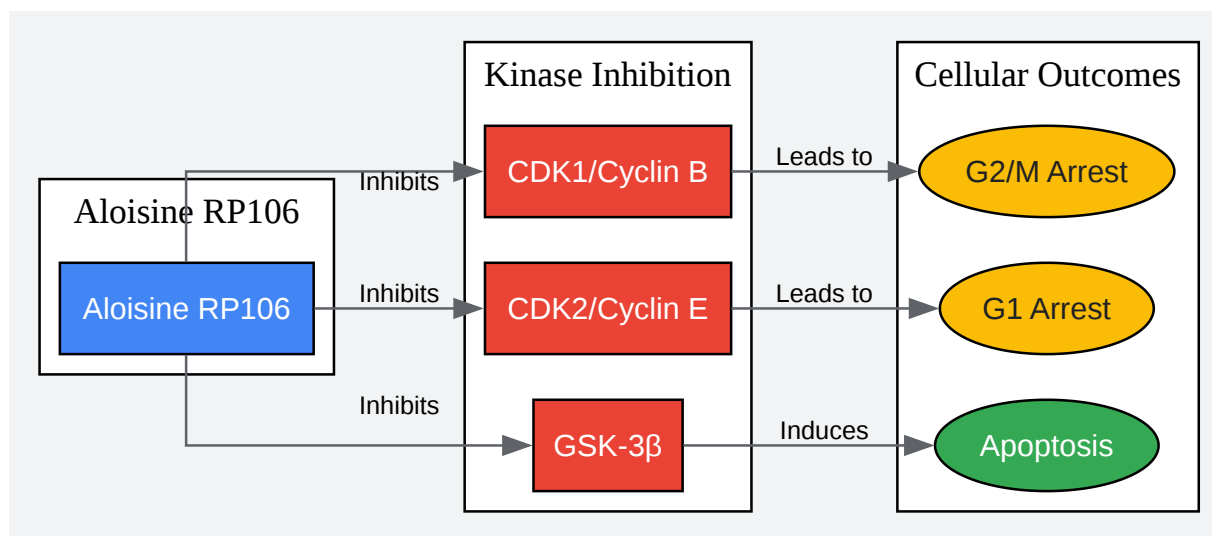 Kinase Inhibition
Cellular Outcomes
CDK1/Cyclin B
Leads to
G2/M Arrest
Inhibits
Aloisine RP106
Aloisine RP106
Inhibits
CDK2/Cyclin E
Leads to
G1 Arrest
Inhibits
GSK-3β
Induces
Apoptosis